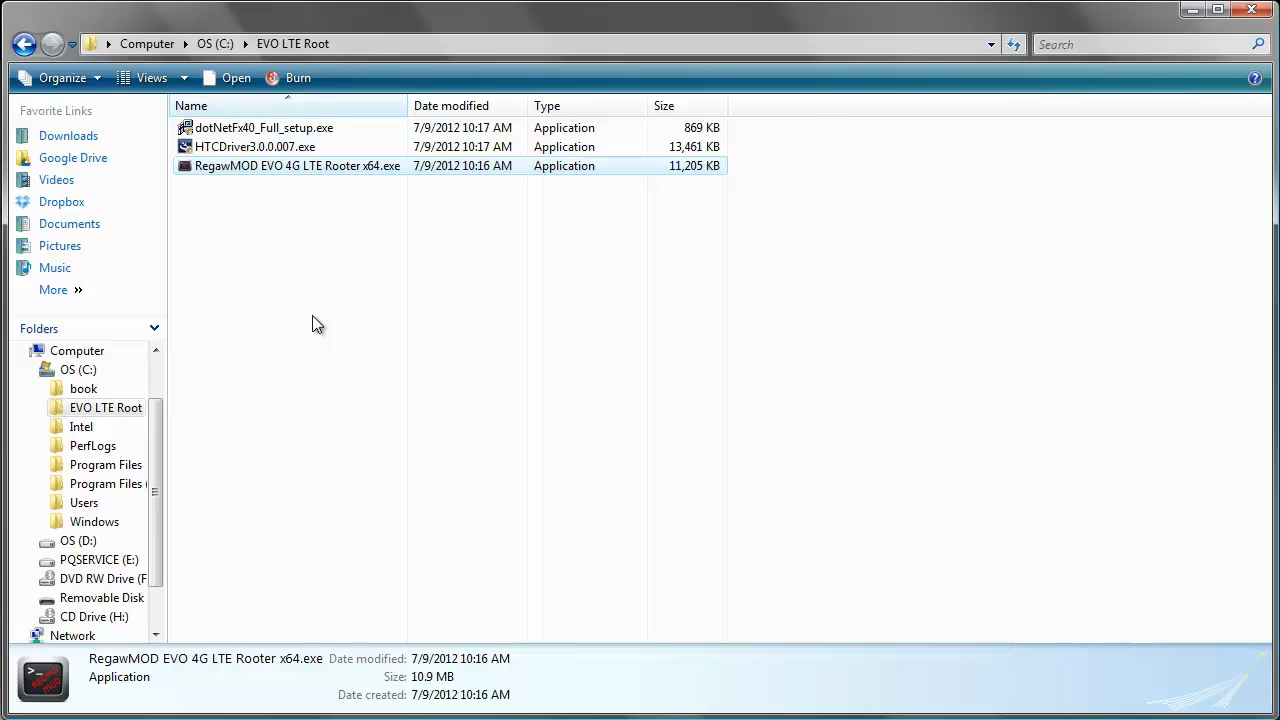 Computer OS (C:) EVO LTE Root Search
Organize Views Open Burn
Favorite Links
Downloads
Google Drive
Videos
Dropbox
Documents
Pictures
Music
More
Folders
Computer
OS (C:)
book
EVO LTE Root
Intel
PerfLogs
Program Files
Program Files (
Users
Windows
OS (D:)
PQSERVICE (E:)
DVD RW Drive (F
Removable Disk
CD Drive (H:)
Network
Name Date modified Type Size
dotNetFx40_Full_setup.exe 7/9/2012 10:17 AM Application 869 KB
HTCDriver3.0.0.007.exe 7/9/2012 10:17 AM Application 13,461 KB
RegawMOD EVO 4G LTE Rooter x64.exe 7/9/2012 10:16 AM Application 11,205 KB
RegawMOD EVO 4G LTE Rooter x64.exe Date modified: 7/9/2012 10:16 AM
Application Size: 10.9 MB
Date created: 7/9/2012 10:16 AM